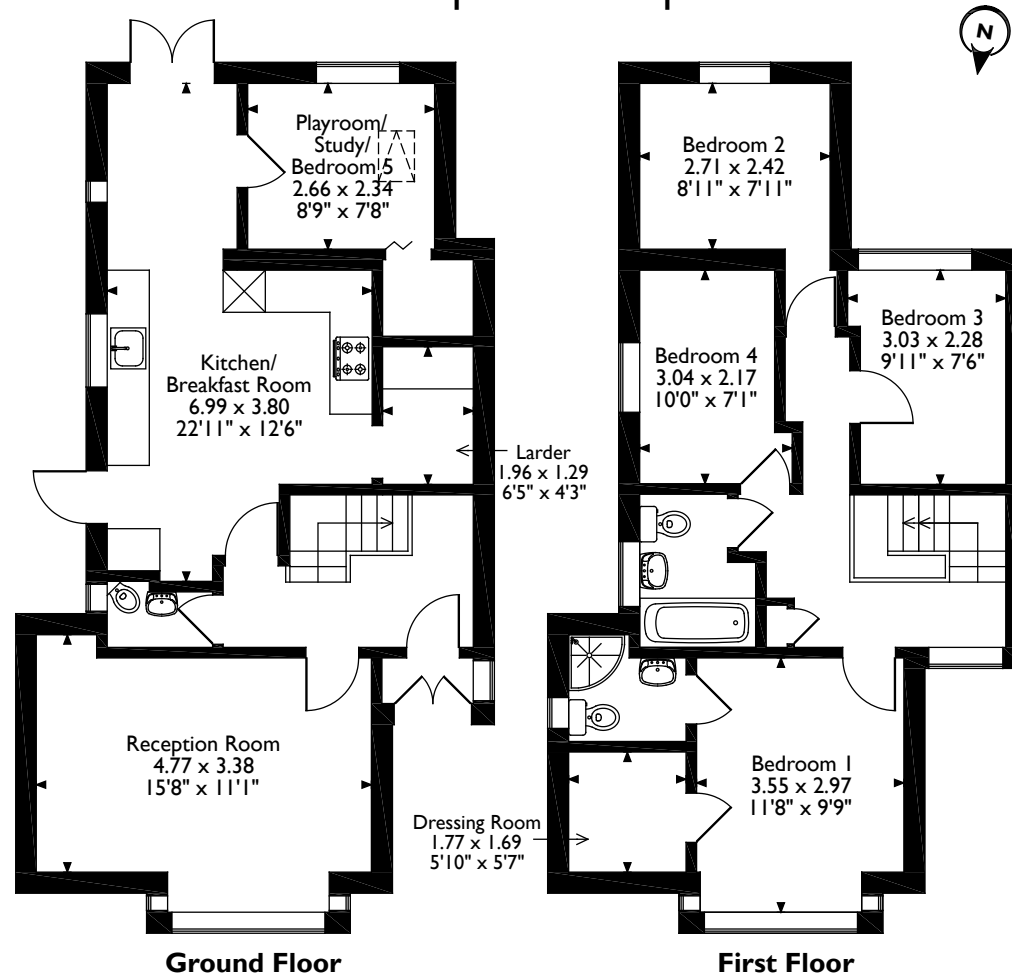 N
Playroom/
Study/
Bedroom 5
2.66 x 2.34
8'9" x 7'8"
Kitchen/
Breakfast Room
6.99 x 3.80
22'11" x 12'6"
Larder
1.96 x 1.29
6'5" x 4'3"
Reception Room
4.77 x 3.38
15'8" x 11'1"
Ground Floor
Bedroom 2
2.71 x 2.42
8'11" x 7'11"
Bedroom 3
3.03 x 2.28
9'11" x 7'6"
Bedroom 4
3.04 x 2.17
10'0" x 7'1"
Bedroom 1
3.55 x 2.97
11'8" x 9'9"
Dressing Room
1.77 x 1.69
5'10" x 5'7"
First Floor